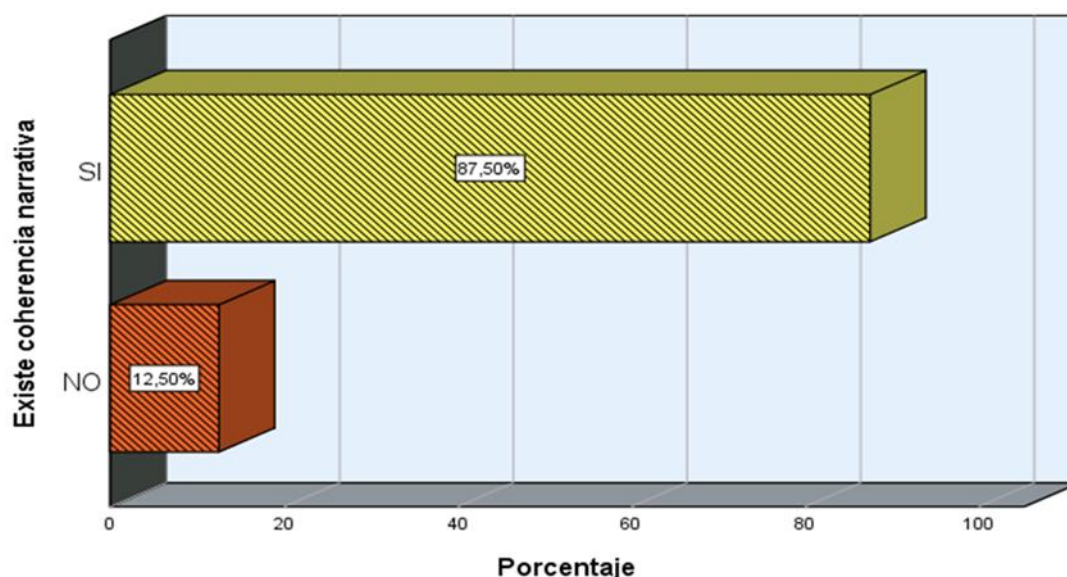 Existe coherencia narrativa
SI
87,50%
NO
12,50%
0 20 40 60 80 100
Porcentaje